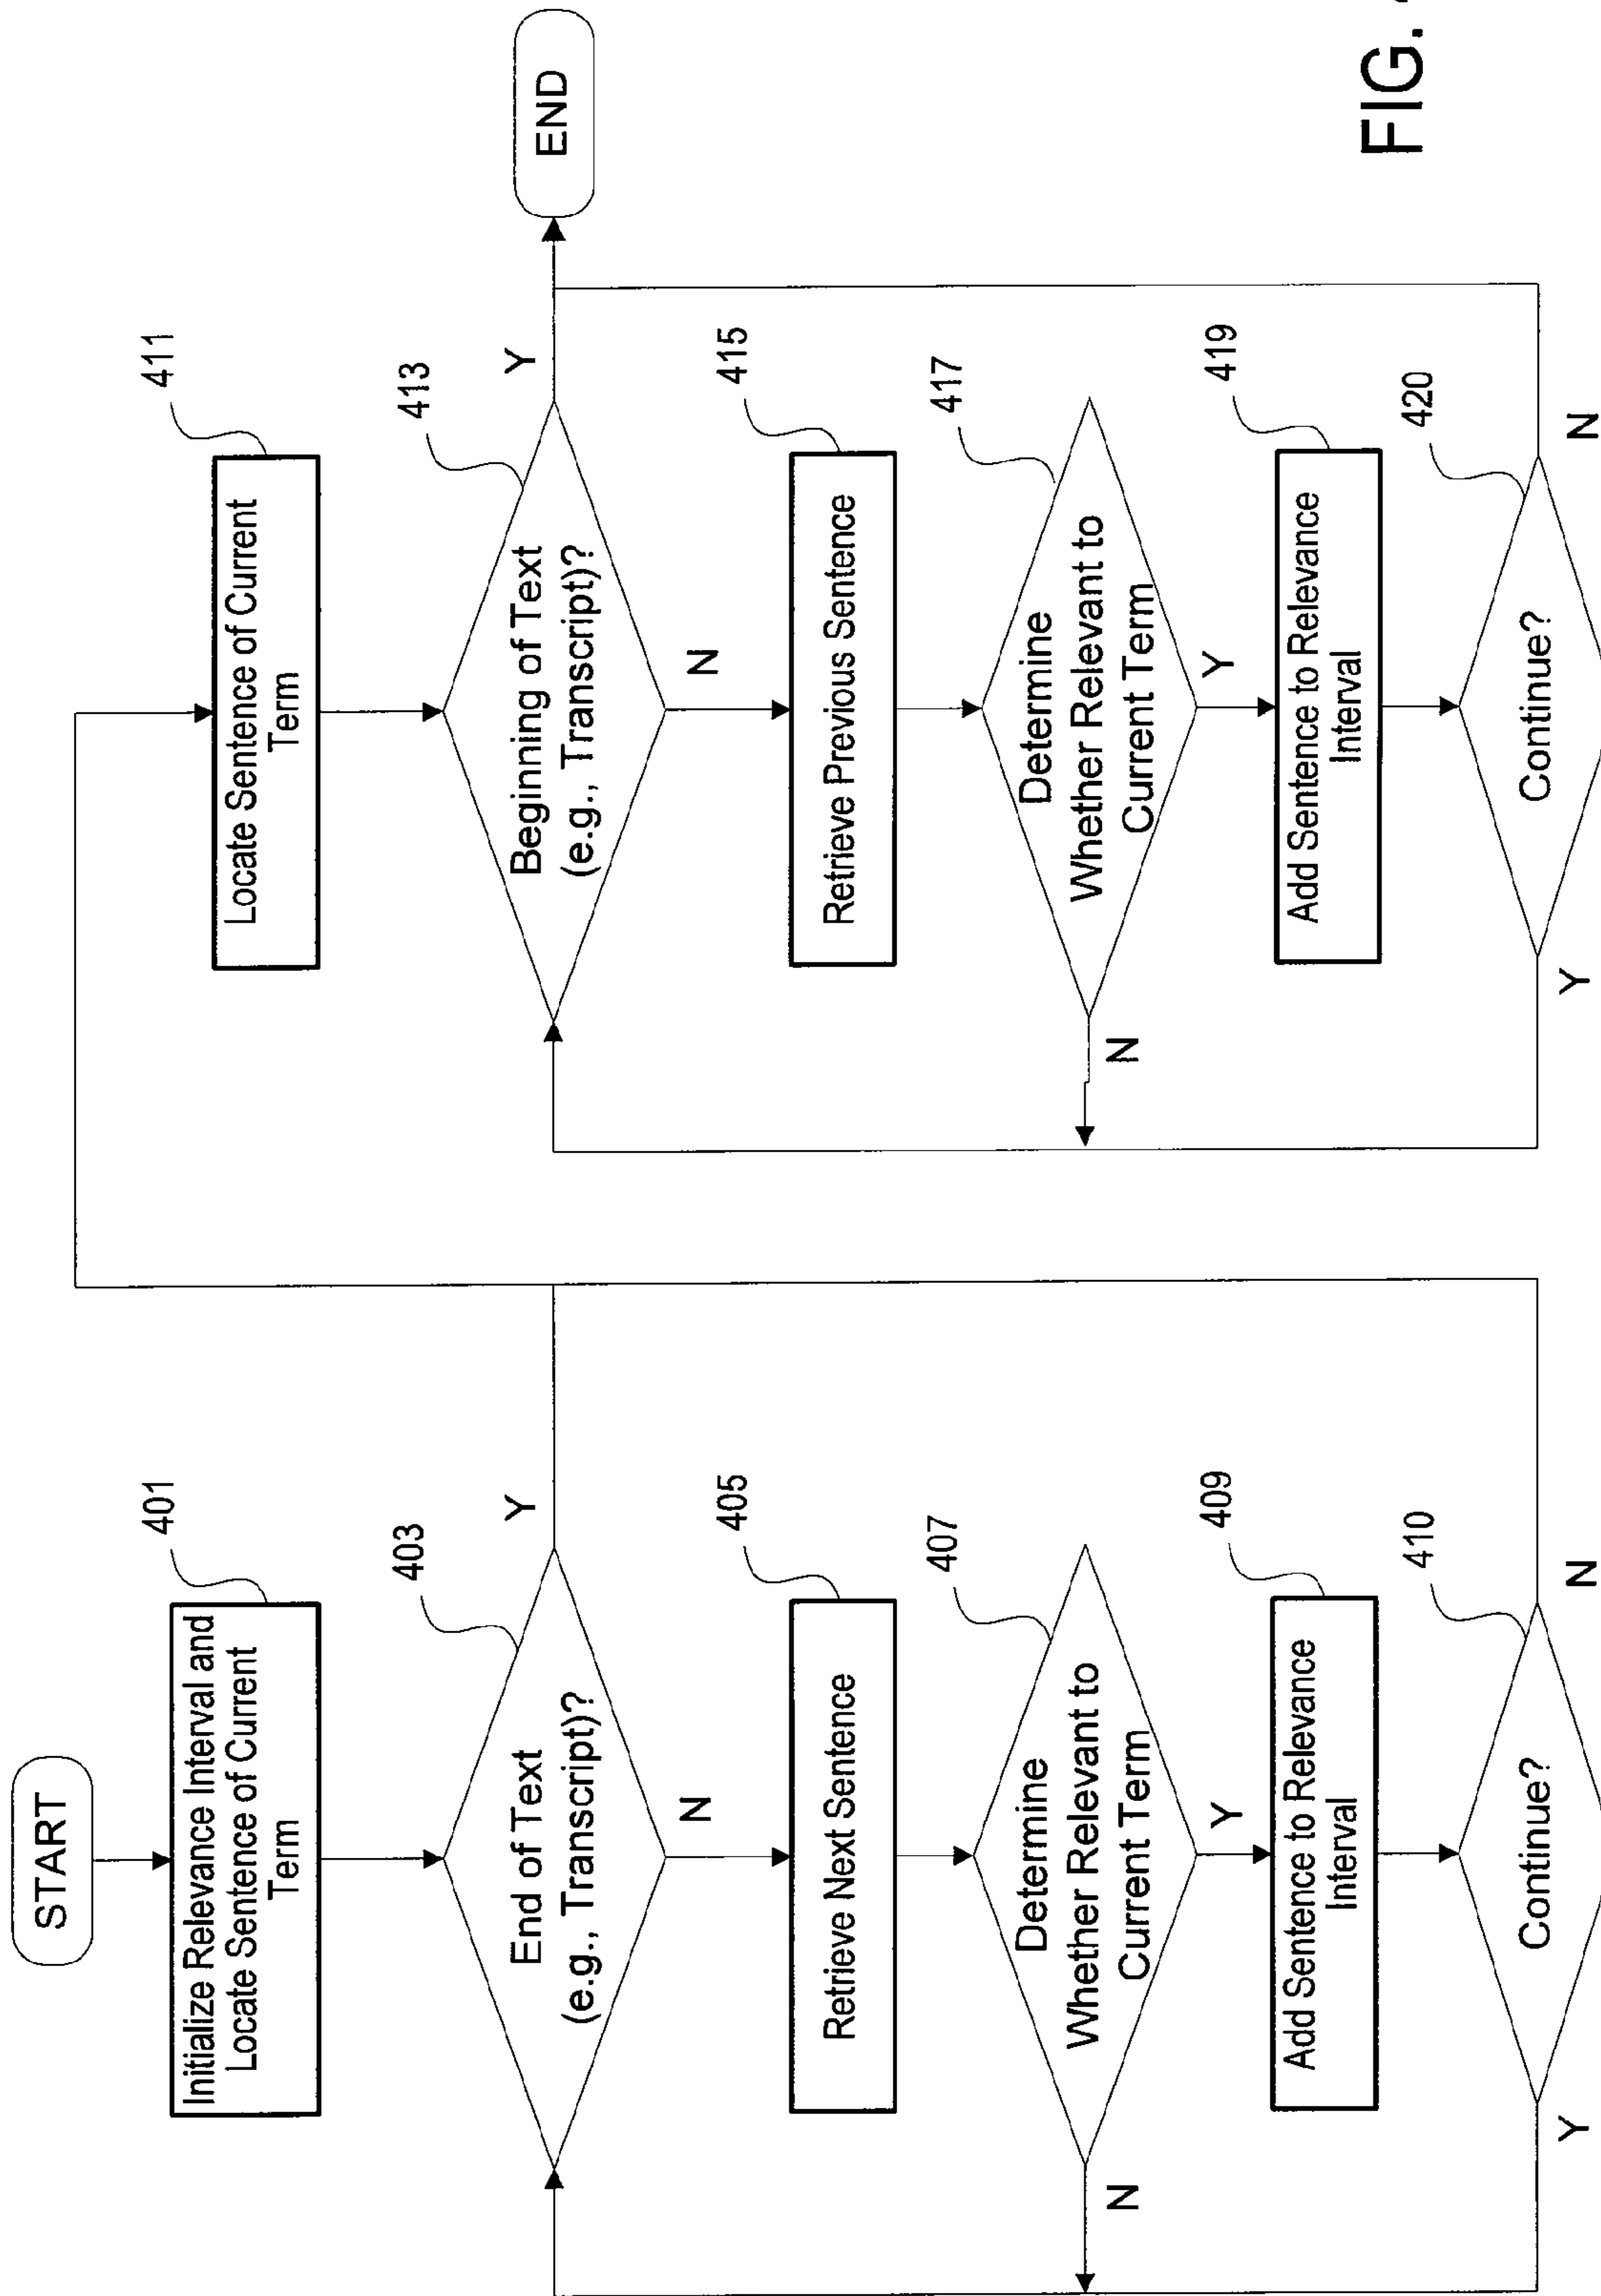 START
Initialize Relevance Interval and
Locate Sentence of Current
Term
401
End of Text
(e.g., Transcript)?
403
Y
N
Retrieve Next Sentence
405
Determine
Whether Relevant to
Current Term
407
N
Y
Add Sentence to Relevance
Interval
409
Continue?
410
Y
N
Locate Sentence of Current
Term
411
Beginning of Text
(e.g., Transcript)?
413
Y
N
END
Retrieve Previous Sentence
415
Determine
Whether Relevant to
Current Term
417
N
Y
Add Sentence to Relevance
Interval
419
Continue?
420
Y
N
FIG.